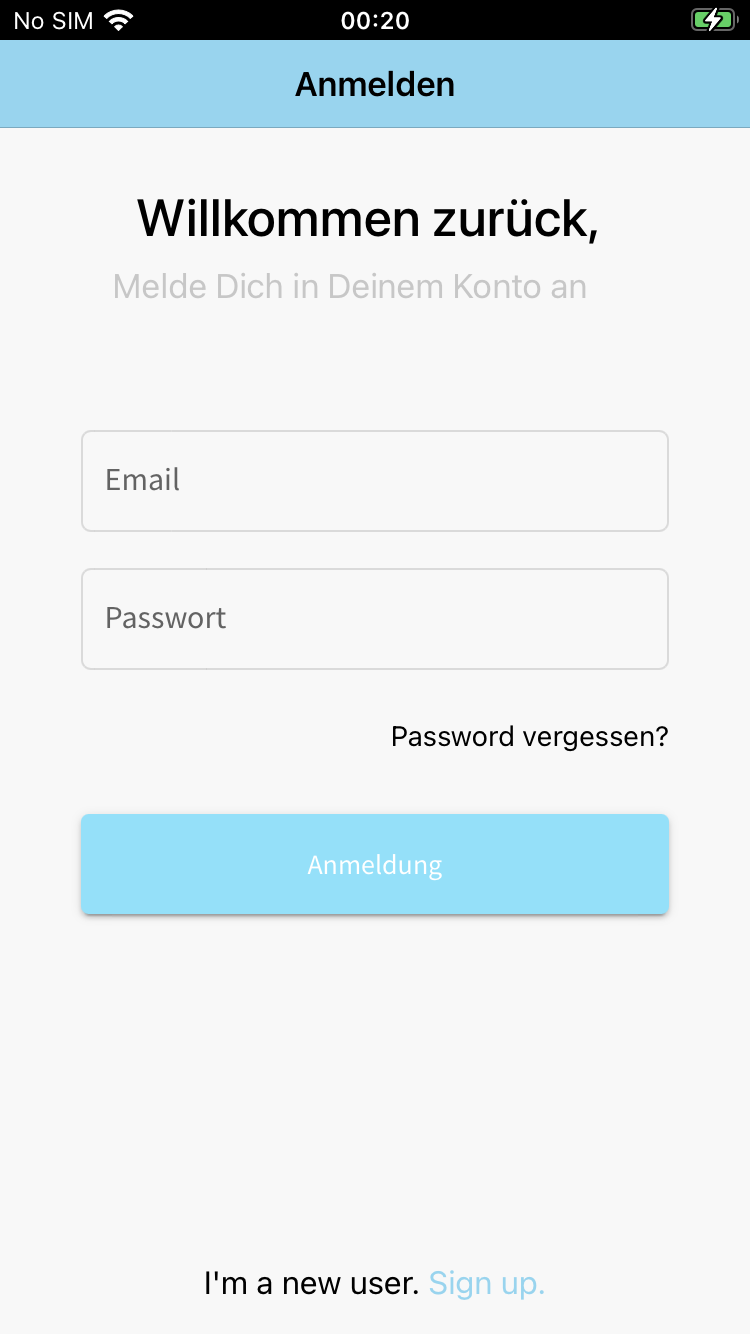 No SIM 00:20
Anmelden
Willkommen zurück,
Melde Dich in Deinem Konto an
Email
Passwort
Password vergessen?
Anmeldung
I'm a new user. Sign up.